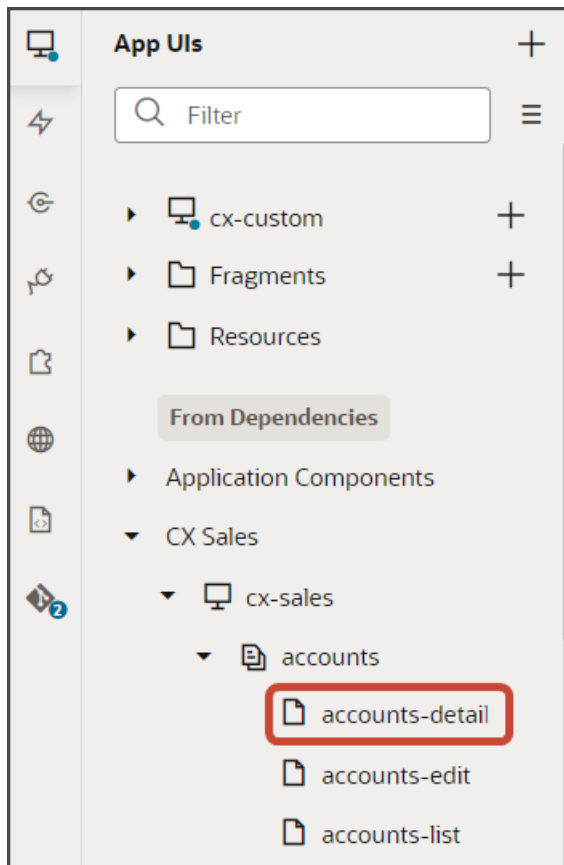 App UIs
Filter
cx-custom
Fragments
Resources
From Dependencies
Application Components
CX Sales
cx-sales
accounts
accounts-detail
2
accounts-edit
accounts-list